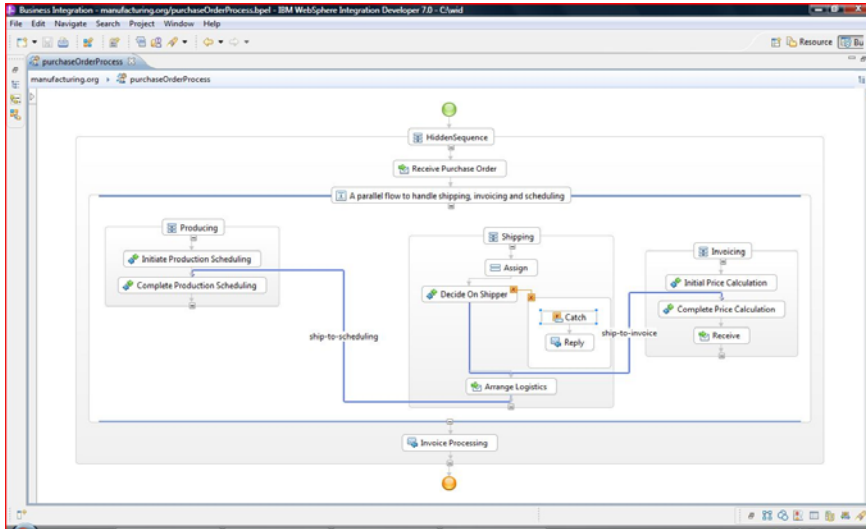 Business Integration - manufacturing.org/purchaseOrderProcess.bpel - IBM WebSphere Integration Developer 7.0 - C:\wid
File Edit Navigate Search Project Window Help
Resource Bu
purchaseOrderProcess
manufacturing.org purchaseOrderProcess
HiddenSequence
Receive Purchase Order
A parallel flow to handle shipping, invoicing and scheduling
Producing
Initiate Production Scheduling
Complete Production Scheduling
ship-to-scheduling
Shipping
Assign
Decide On Shipper
Catch
Reply
Arrange Logistics
ship-to-invoice
Invoicing
Initial Price Calculation
Complete Price Calculation
Receive
Invoice Processing